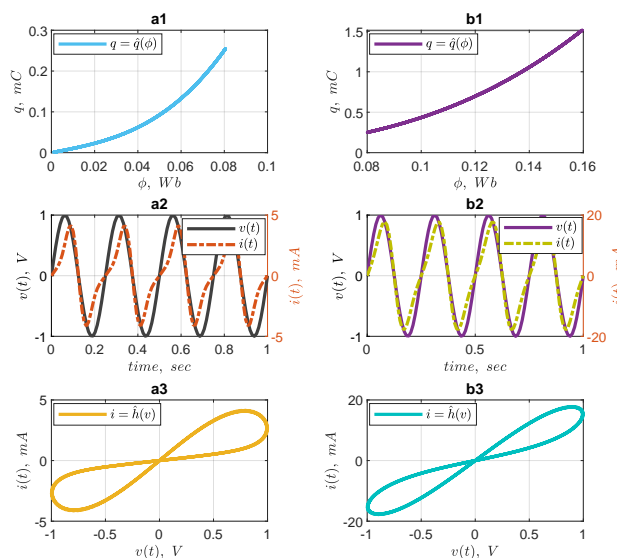 a1
0.3
0.2
0.1
0
q, mC
q = q̂(ϕ)
0 0.02 0.04 0.06 0.08 0.1
ϕ, Wb
b1
1.5
1
0.5
0
q, mC
q = q̂(ϕ)
0.08 0.1 0.12 0.14 0.16
ϕ, Wb
a2
1
0
-1
v(t), V
v(t)
i(t)
5
0
-5
i(t), mA
0 0.2 0.4 0.6 0.8 1
time, sec
b2
1
0
-1
v(t), V
v(t)
i(t)
20
0
-20
i(t), mA
0 0.5 1
time, sec
a3
5
0
-5
i(t), mA
i = ĥ(v)
-1 -0.5 0 0.5 1
v(t), V
b3
20
0
-20
i(t), mA
i = ĥ(v)
-1 -0.5 0 0.5 1
v(t), V